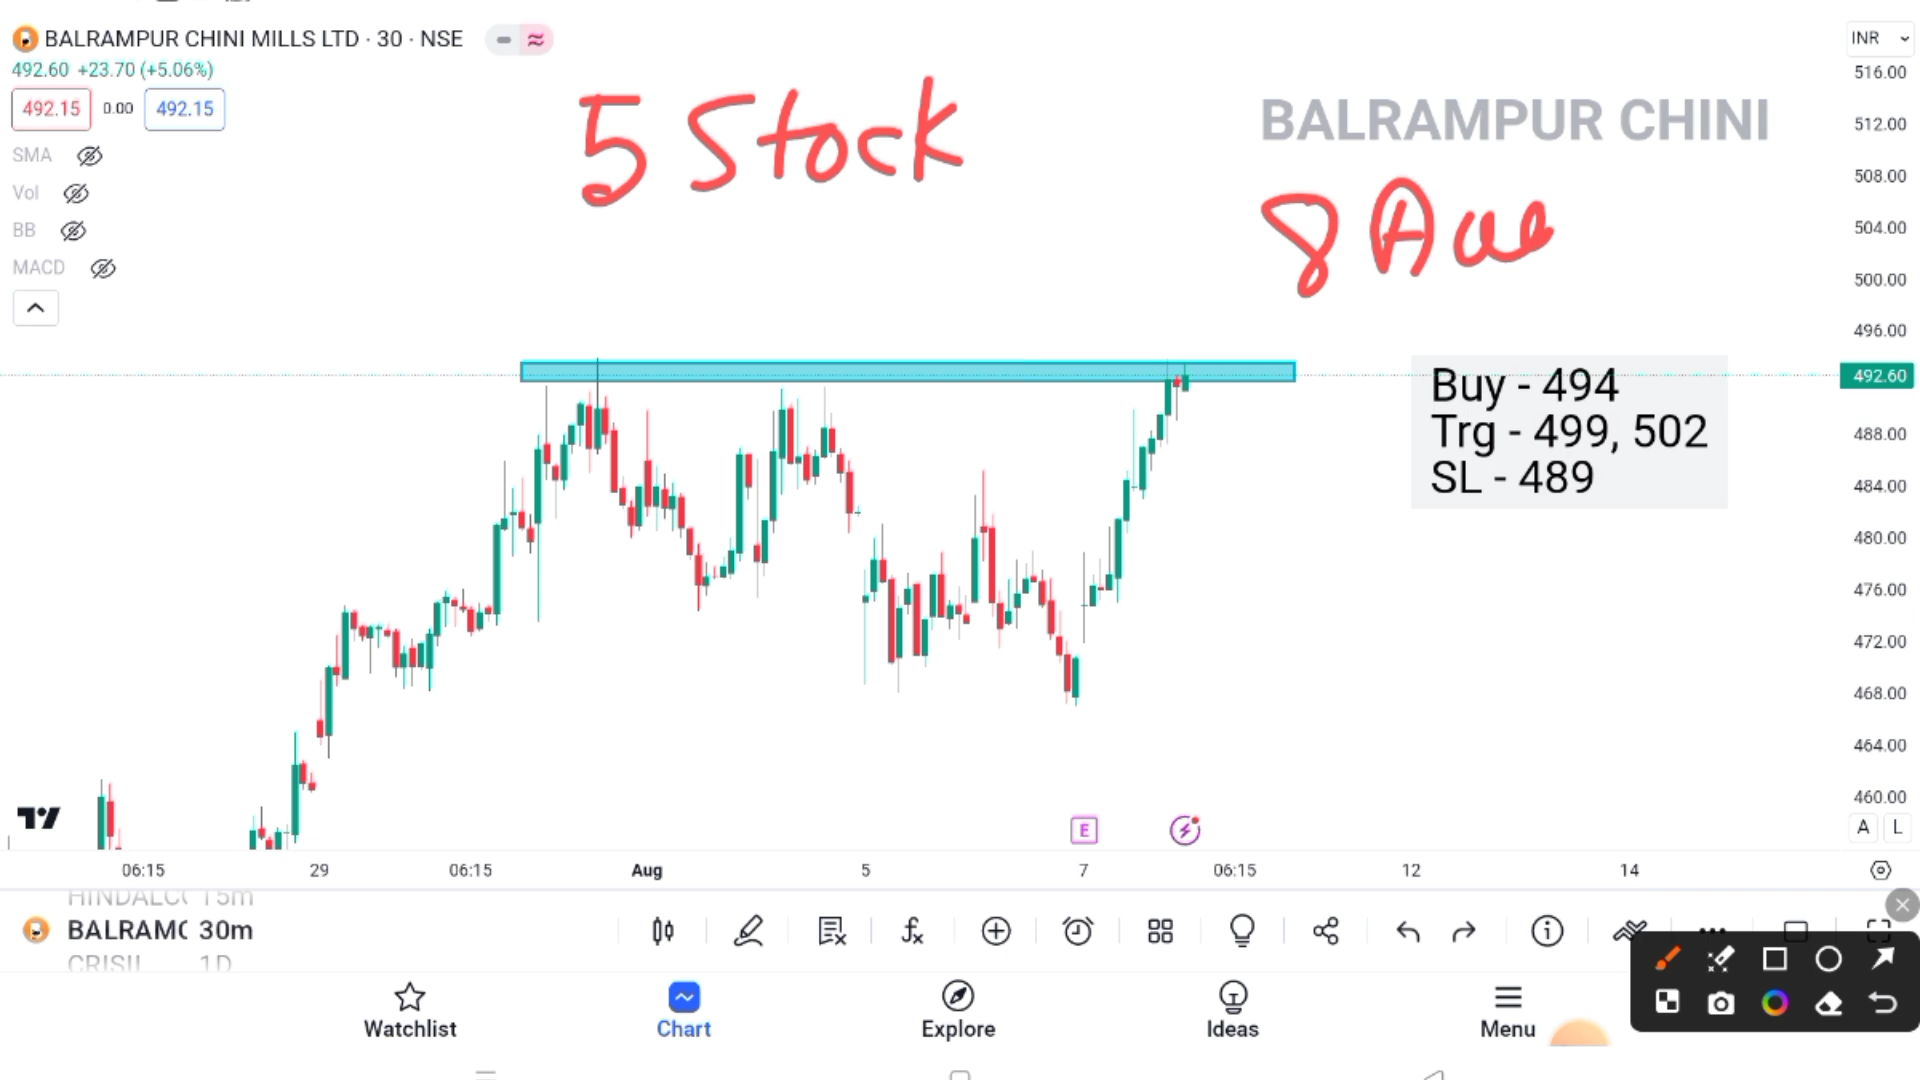 BALRAMPUR CHINI MILLS LTD · 30 · NSE
INR
492.60 +23.70 (+5.06%)
492.15 0.00 492.15
SMA
Vol
BB
MACD
5 Stock
BALRAMPUR CHINI
8 Aug
516.00
512.00
508.00
504.00
500.00
496.00
492.60
488.00
484.00
480.00
476.00
472.00
468.00
464.00
460.00
Buy - 494
Trg - 499, 502
SL - 489
E
A L
06:15 29 06:15 Aug 5 7 06:15 12 14
HINDALC 15m
BALRAMC 30m
CRISIL 1D
Watchlist Chart Explore Ideas Menu